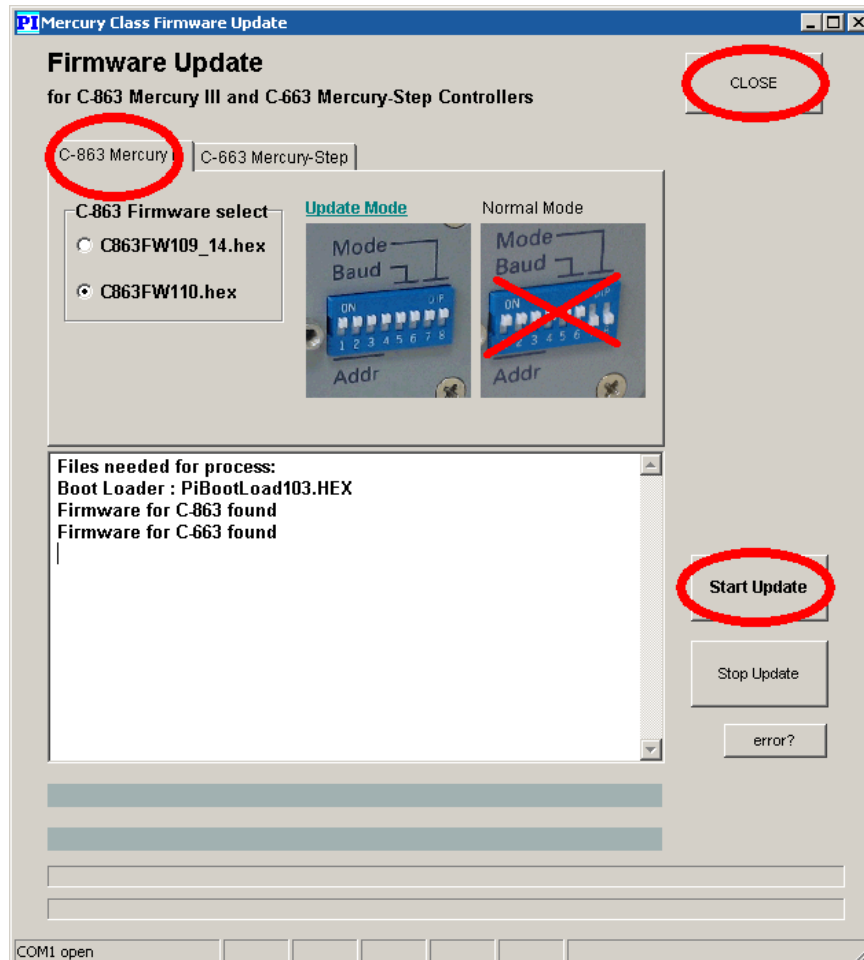 PI Mercury Class Firmware Update
Firmware Update
for C-863 Mercury III and C-663 Mercury-Step Controllers
CLOSE
C-863 Mercury
C-663 Mercury-Step
C-863 Firmware select
C863FW109_14.hex
C863FW110.hex
Update Mode
Mode
Baud
ON DIP
1 2 3 4 5 6 7 8
Addr
Normal Mode
Mode
Baud
ON DIP
2 3 4 5 6 8
Addr
Files needed for process:
Boot Loader : PiBootLoad103.HEX
Firmware for C-863 found
Firmware for C-663 found
Start Update
Stop Update
error?
COM1 open